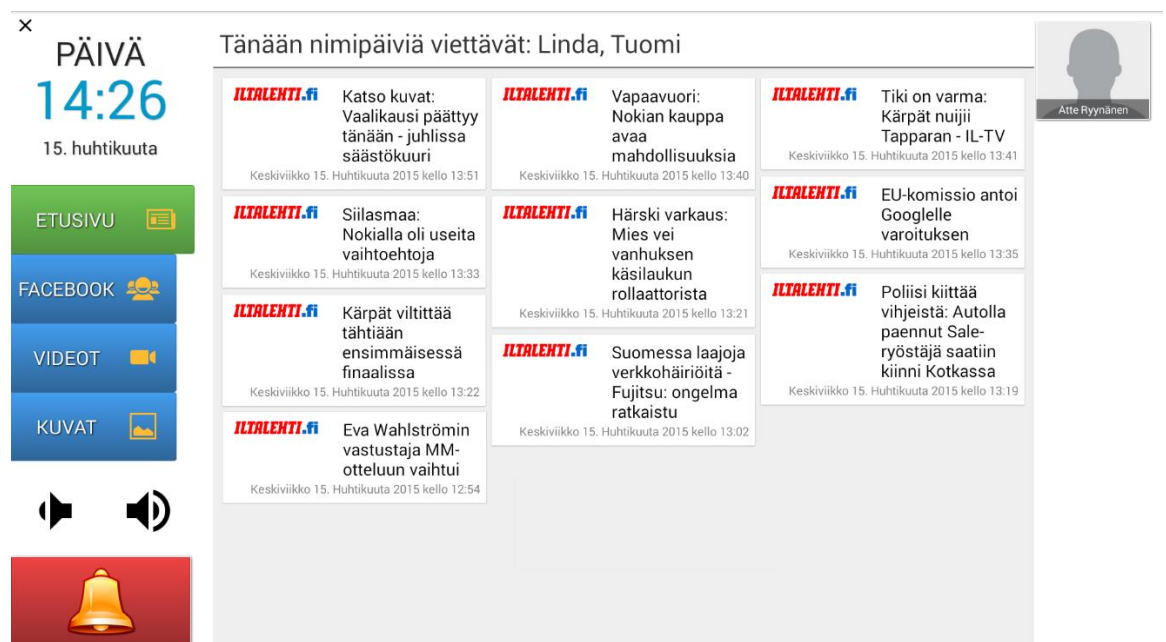 ×
PÄIVÄ
14:26
15. huhtikuuta
ETUSIVU
FACEBOOK
VIDEOT
KUVAT
Tänään nimipäiviä viettävät: Linda, Tuomi
ILTALEHTI.fi
Katso kuvat:
Vaalikausi päättyy
tänään - juhlissa
säästökuuri
Keskiviikko 15. Huhtikuuta 2015 kello 13:51
ILTALEHTI.fi
Siilasmaa:
Nokialla oli useita
vaihtoehtoja
Keskiviikko 15. Huhtikuuta 2015 kello 13:33
ILTALEHTI.fi
Kärpät viltittää
tähtiään
ensimmäisessä
finaalissa
Keskiviikko 15. Huhtikuuta 2015 kello 13:22
ILTALEHTI.fi
Eva Wahlströmin
vastustaja MM-
otteluun vaihtui
Keskiviikko 15. Huhtikuuta 2015 kello 12:54
ILTALEHTI.fi
Vapaavuori:
Nokian kauppa
avaa
mahdollisuuksia
Keskiviikko 15. Huhtikuuta 2015 kello 13:40
ILTALEHTI.fi
Härski varkaus:
Mies vei
vanhuksen
käsilaukun
rollaattorista
Keskiviikko 15. Huhtikuuta 2015 kello 13:21
ILTALEHTI.fi
Suomessa laajoja
verkkohäiriöitä -
Fujitsu: ongelma
ratkaistu
Keskiviikko 15. Huhtikuuta 2015 kello 13:02
ILTALEHTI.fi
Tiki on varma:
Kärpät nuijii
Tapparan - IL-TV
Keskiviikko 15. Huhtikuuta 2015 kello 13:41
ILTALEHTI.fi
EU-komissio antoi
Googlelle
varoituksen
Keskiviikko 15. Huhtikuuta 2015 kello 13:35
ILTALEHTI.fi
Poliisi kiittää
vihjeistä: Autolla
paennut Sale-
ryöstäjä saatiin
kiinni Kotkassa
Keskiviikko 15. Huhtikuuta 2015 kello 13:19
Atte Ryynänen